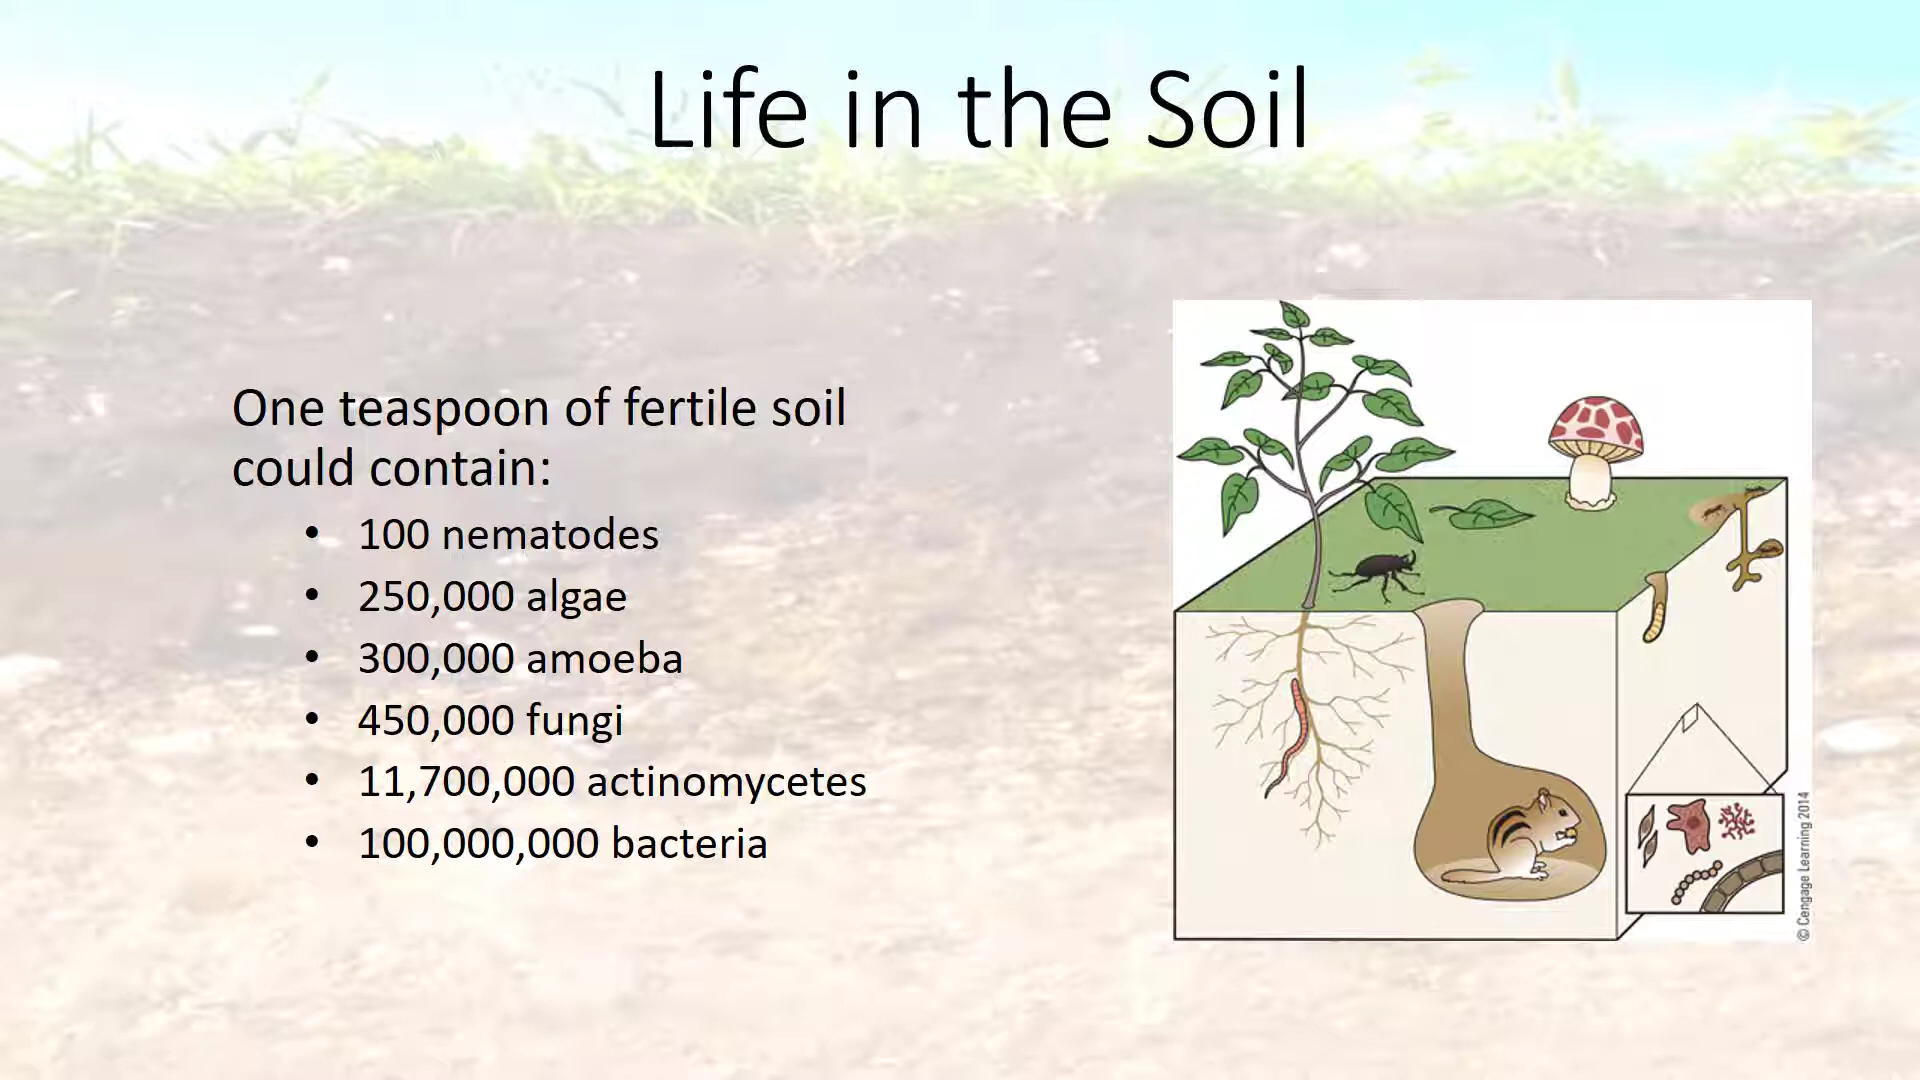 Life in the Soil
One teaspoon of fertile soil
could contain:
• 100 nematodes
• 250,000 algae
• 300,000 amoeba
• 450,000 fungi
• 11,700,000 actinomycetes
• 100,000,000 bacteria
© Cengage Learning 2014